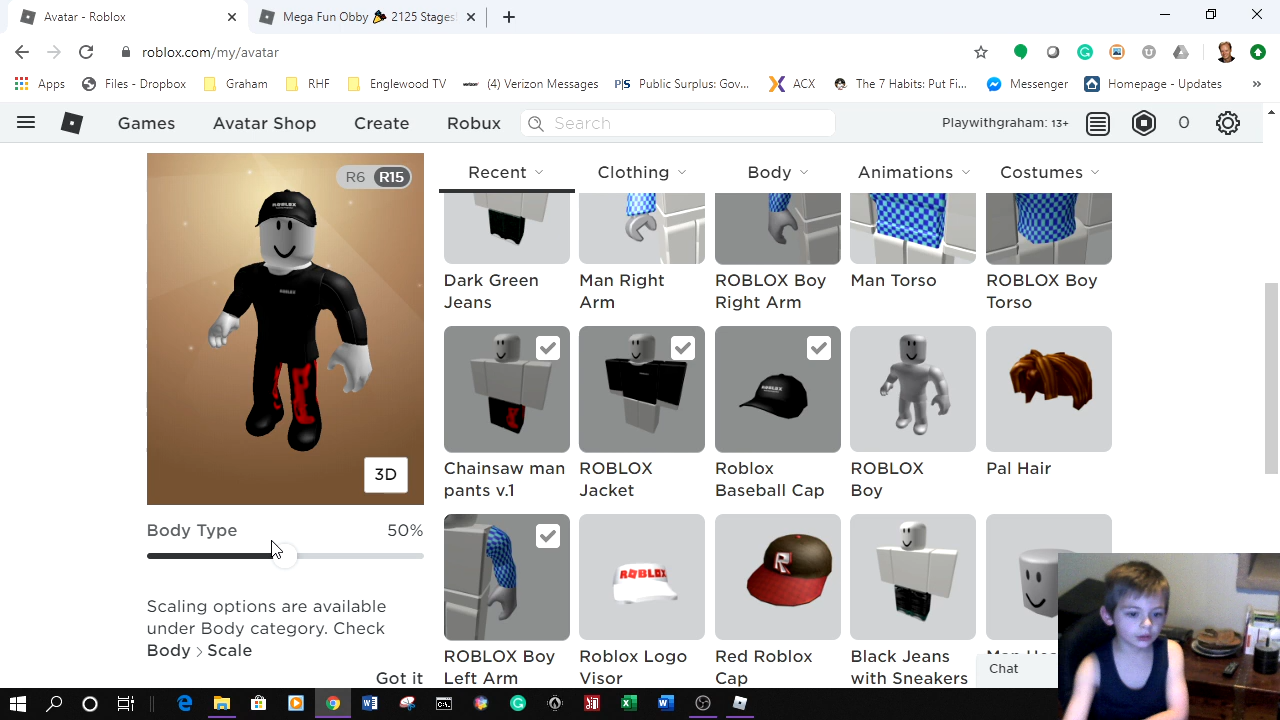 Avatar - Roblox
Mega Fun Obby 🎉 2125 Stages!
roblox.com/my/avatar
Apps
Files - Dropbox
Graham
RHF
Englewood TV
verizon
(4) Verizon Messages
P|S
Public Surplus: Gov...
ACX
The 7 Habits: Put Fi...
Messenger
Homepage - Updates
»
Games
Avatar Shop
Create
Robux
Search
Playwithgraham: 13+
0
R6
R15
ROBLOX
ROBLOX
3D
Body Type
50%
Scaling options are available
under Body category. Check
Body > Scale
Got it
Recent
Clothing
Body
Animations
Costumes
Dark Green
Jeans
Man Right
Arm
ROBLOX Boy
Right Arm
Man Torso
ROBLOX Boy
Torso
Chainsaw man
pants v.1
ROBLOX
Jacket
ROBLOX
Roblox
Baseball Cap
ROBLOX
Boy
Pal Hair
ROBLOX Boy
Left Arm
ROBLOX
Roblox Logo
Visor
R
Red Roblox
Cap
Black Jeans
with Sneakers
Chat